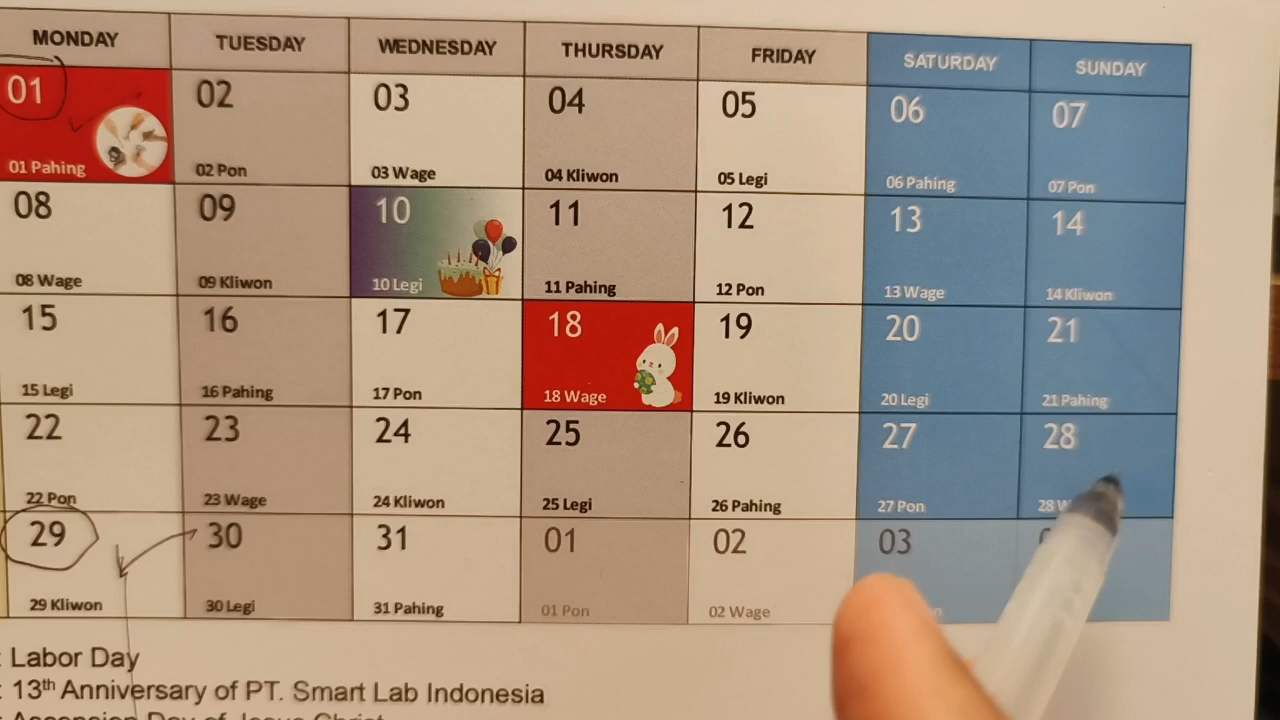 MONDAY TUESDAY WEDNESDAY THURSDAY FRIDAY SATURDAY SUNDAY
01 02 03 04 05 06 07
01 Pahing 02 Pon 03 Wage 04 Kliwon 05 Legi 06 Pahing 07 Pon
08 09 10 11 12 13 14
08 Wage 09 Kliwon 10 Legi 11 Pahing 12 Pon 13 Wage 14 Kliwon
15 16 17 18 19 20 21
15 Legi 16 Pahing 17 Pon 18 Wage 19 Kliwon 20 Legi 21 Pahing
22 23 24 25 26 27 28
22 Pon 23 Wage 24 Kliwon 25 Legi 26 Pahing 27 Pon 28
29 30 31 01 02 03
29 Kliwon 30 Legi 31 Pahing 01 Pon 02 Wage
: Labor Day
: 13th Anniversary of PT. Smart Lab Indonesia
: Ascension Day of Jesus Christ